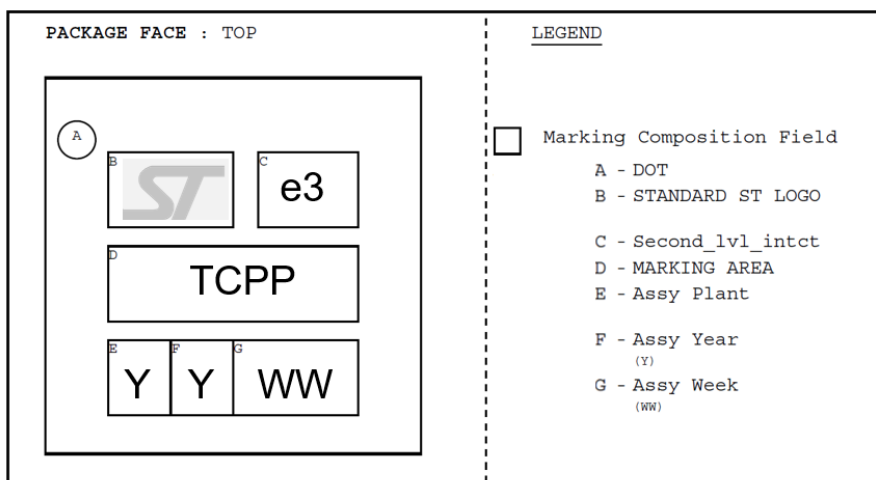 PACKAGE FACE : TOP
LEGEND
A
B
ST
C
e3
D
TCPP
E
Y
F
Y
G
WW
Marking Composition Field
A - DOT
B - STANDARD ST LOGO
C - Second_lvl_intct
D - MARKING AREA
E - Assy Plant
F - Assy Year
(Y)
G - Assy Week
(WW)